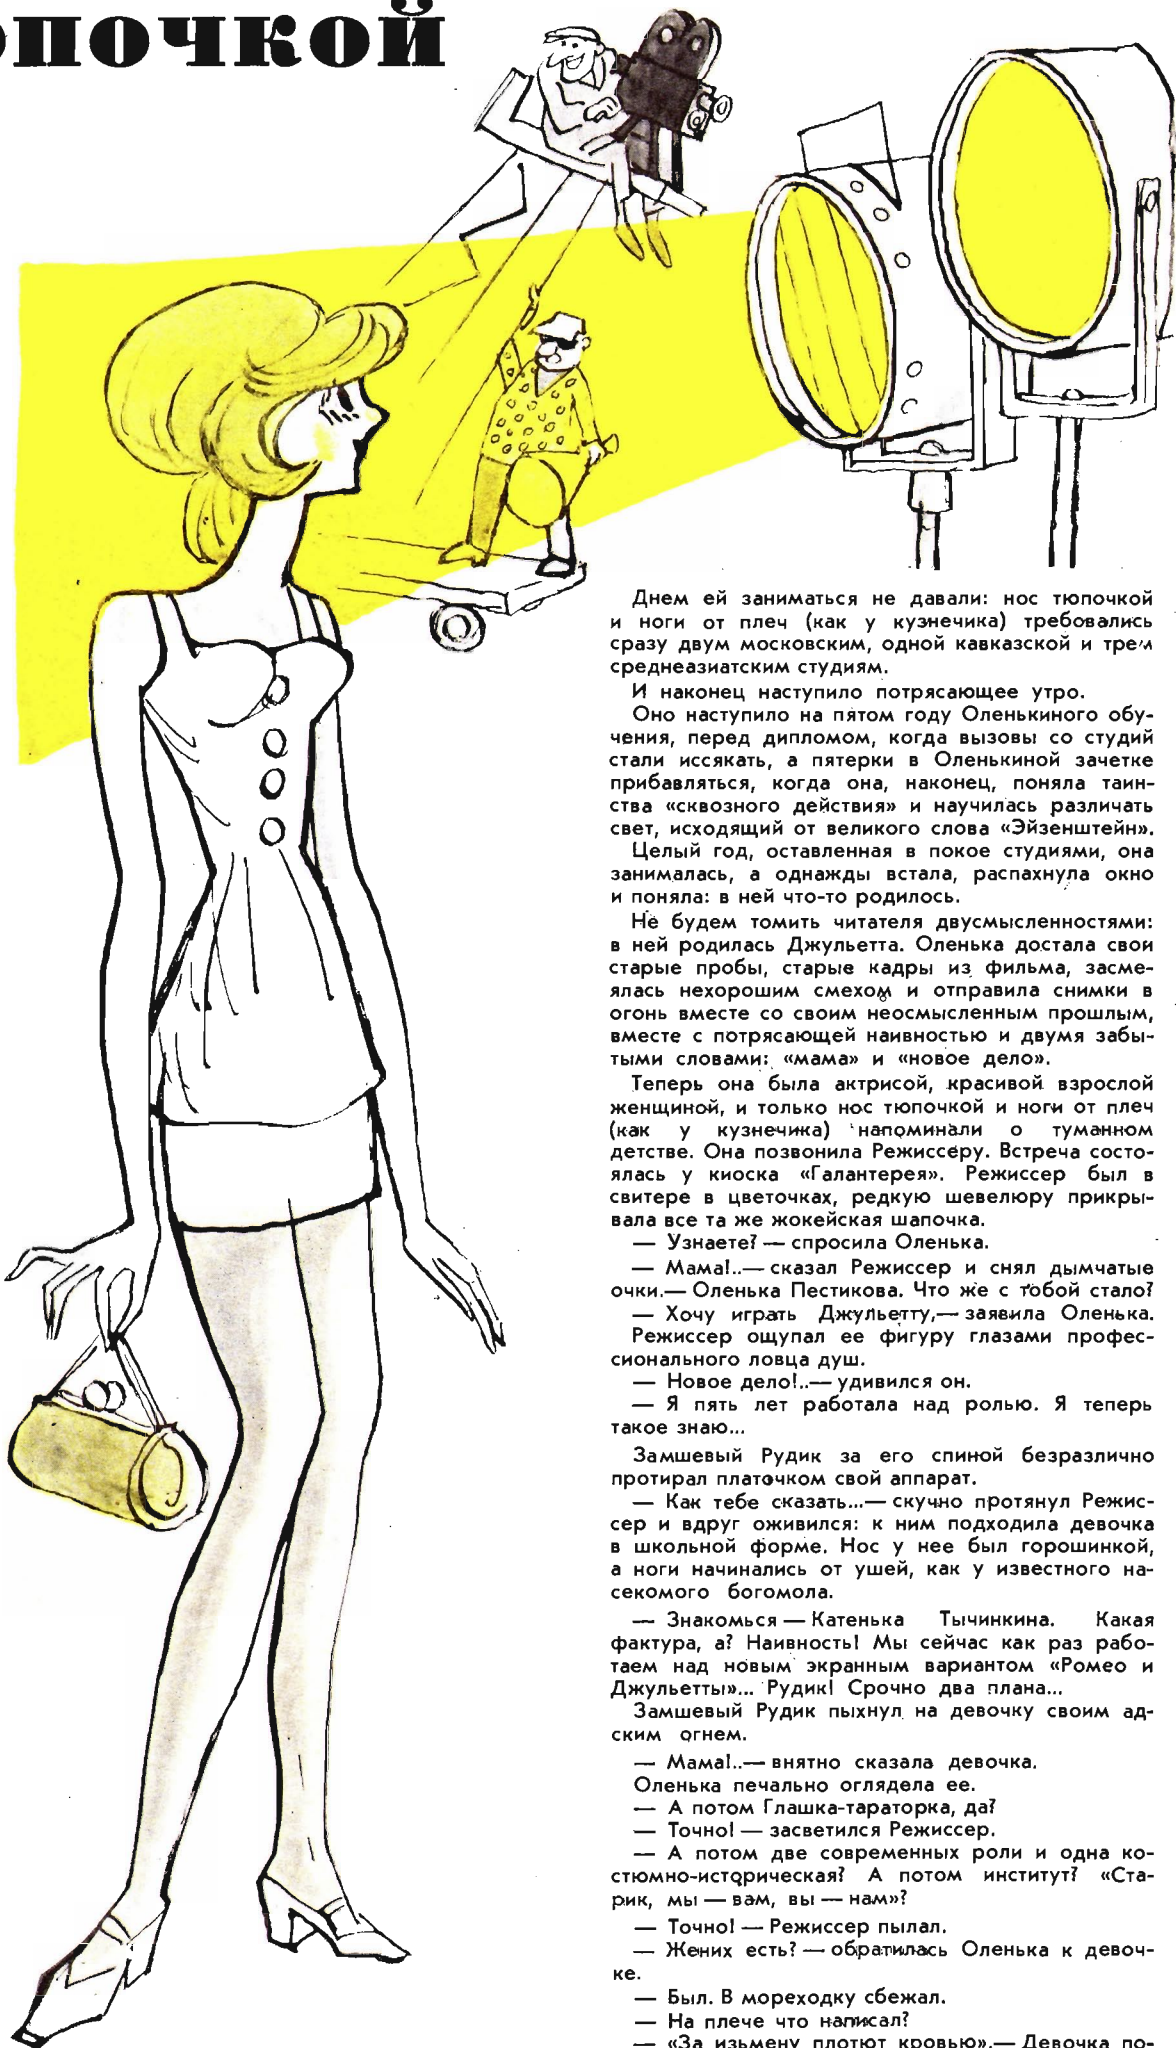 юпочкой
Днем ей заниматься не давали: нос тюпочкой
и ноги от плеч (как у кузнечика) требовались
сразу двум московским, одной кавказской и трем
среднеазиатским студиям.
И наконец наступило потрясающее утро.
Оно наступило на пятом году Оленькиного обу-
чения, перед дипломом, когда вызовы со студий
стали иссякать, а пятерки в Оленькиной зачетке
прибавляться, когда она, наконец, поняла таин-
ства «сквозного действия» и научилась различать
свет, исходящий от великого слова «Эйзенштейн».
Целый год, оставленная в покое студиями, она
занималась, а однажды встала, распахнула окно
и поняла: в ней что-то родилось.
Не будем томить читателя двусмысленностями:
в ней родилась Джульетта. Оленька достала свои
старые пробы, старые кадры из фильма, засме-
ялась нехорошим смехом и отправила снимки в
огонь вместе со своим неосмысленным прошлым,
вместе с потрясающей наивностью и двумя забы-
тыми словами: «мама» и «новое дело».
Теперь она была актрисой, красивой взрослой
женщиной, и только нос тюпочкой и ноги от плеч
(как у кузнечика) напоминали о туманном
детстве. Она позвонила Режиссеру. Встреча состо-
ялась у киоска «Галантерея». Режиссер был в
свитере в цветочках, редкую шевелюру прикры-
вала все та же жокейская шапочка.
— Узнаете? — спросила Оленька.
— Мама!..— сказал Режиссер и снял дымчатые
очки.— Оленька Пестикова. Что же с тобой стало?
— Хочу играть Джульетту,— заявила Оленька.
Режиссер ощупал ее фигуру глазами профес-
сионального ловца душ.
— Новое дело!..— удивился он.
— Я пять лет работала над ролью. Я теперь
такое знаю...
Замшевый Рудик за его спиной безразлично
протирал платочком свой аппарат.
— Как тебе сказать...— скучно протянул Режис-
сер и вдруг оживился: к ним подходила девочка
в школьной форме. Нос у нее был горошинкой,
а ноги начинались от ушей, как у известного на-
секомого богомола.
— Знакомься — Катенька Тычинкина. Какая
фактура, а? Наивность! Мы сейчас как раз рабо-
таем над новым экранным вариантом «Ромео и
Джульетты»... Рудик! Срочно два плана...
Замшевый Рудик пыхнул на девочку своим ад-
ским огнем.
— Мама!..— внятно сказала девочка.
Оленька печально оглядела ее.
— А потом Глашка-тараторка, да?
— Точно! — засветился Режиссер.
— А потом две современных роли и одна ко-
стюмно-историческая? А потом институт? «Ста-
рик, мы — вам, вы — нам»?
— Точно! — Режиссер пылал.
— Жених есть? — обратилась Оленька к девоч-
ке.
— Был. В мореходку сбежал.
— На плече что написал?
— «За изьмену плотют кровью».— Девочка по-